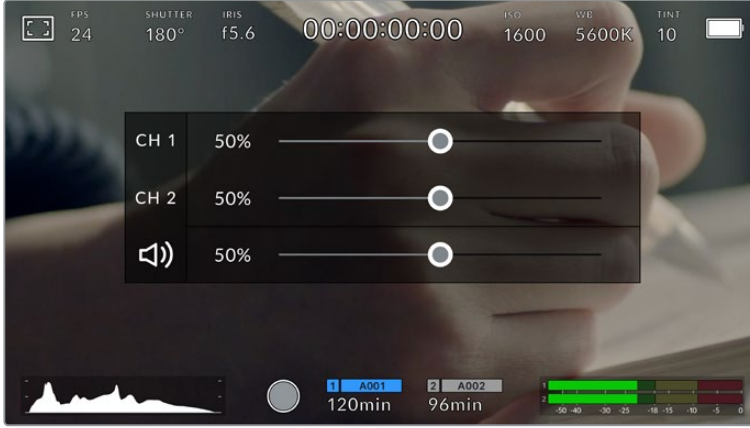 FPS SHUTTER IRIS ISO WB TINT
24 180° f5.6 00:00:00:00 1600 5600K 10
CH 1 50%
CH 2 50%
50%
1 A001 2 A002
120min 96min
1
2
-50 -40 -30 -25 -18 -15 -10 -5 0